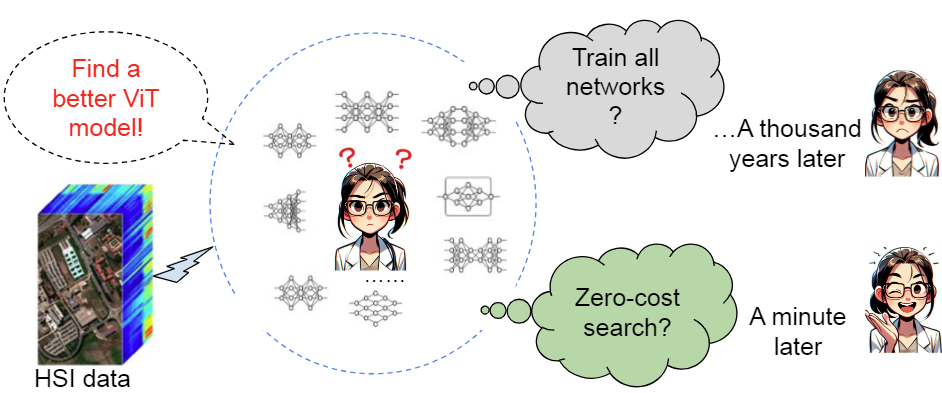 Find a
better ViT
model!
HSI data
? ?
......
Train all
networks
?
...A thousand
years later
Zero-cost
search?
A minute
later